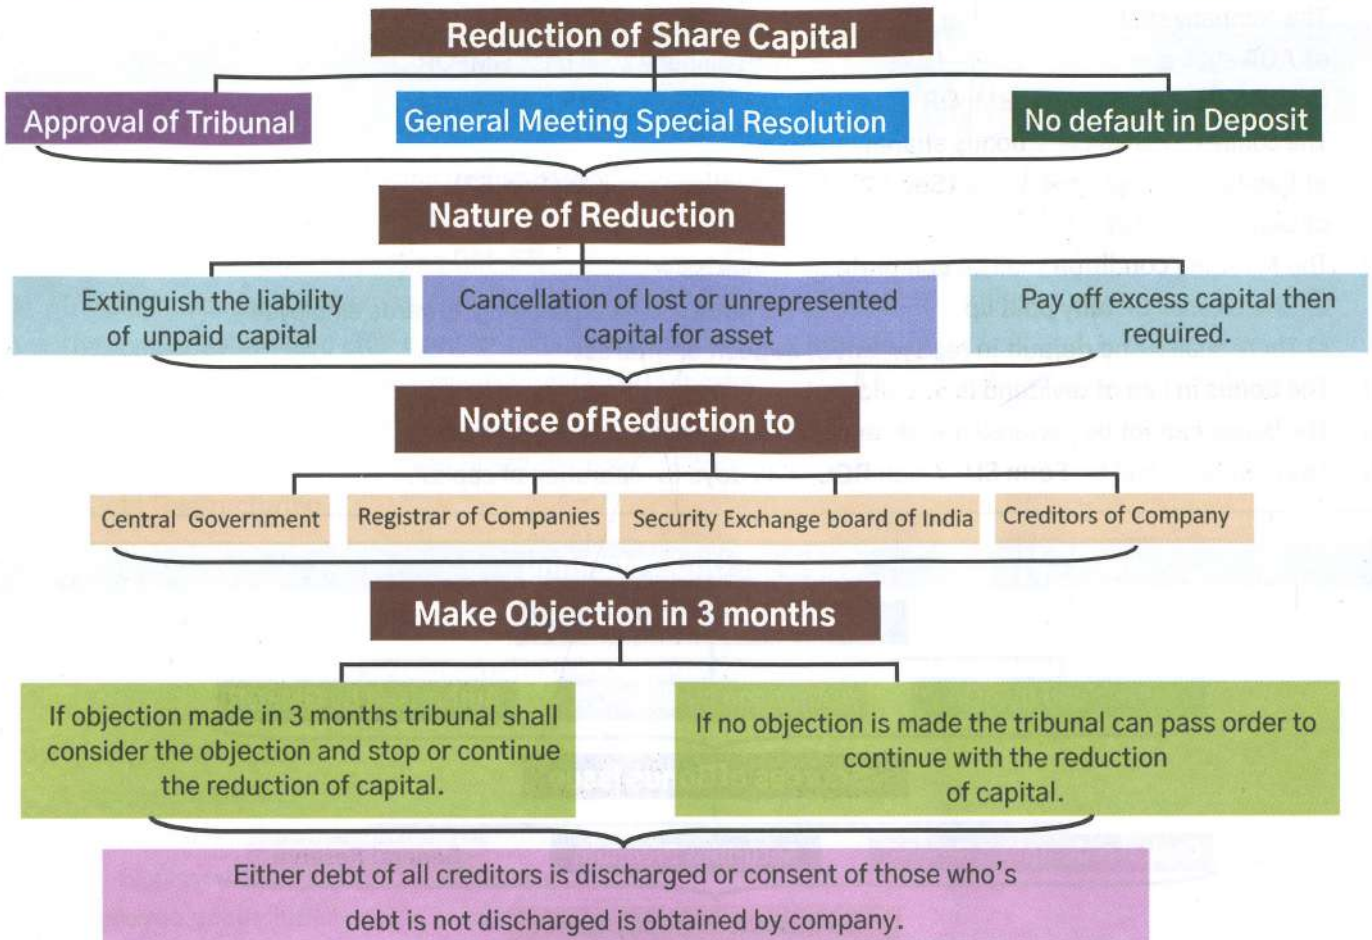 Reduction of Share Capital
Approval of Tribunal
General Meeting Special Resolution
No default in Deposit
Nature of Reduction
Extinguish the liability
of unpaid capital
Cancellation of lost or unrepresented
capital for asset
Pay off excess capital then
required.
Notice of Reduction to
Central Government
Registrar of Companies
Security Exchange board of India
Creditors of Company
Make Objection in 3 months
If objection made in 3 months tribunal shall
consider the objection and stop or continue
the reduction of capital.
If no objection is made the tribunal can pass order to
continue with the reduction
of capital.
Either debt of all creditors is discharged or consent of those who's
debt is not discharged is obtained by company.